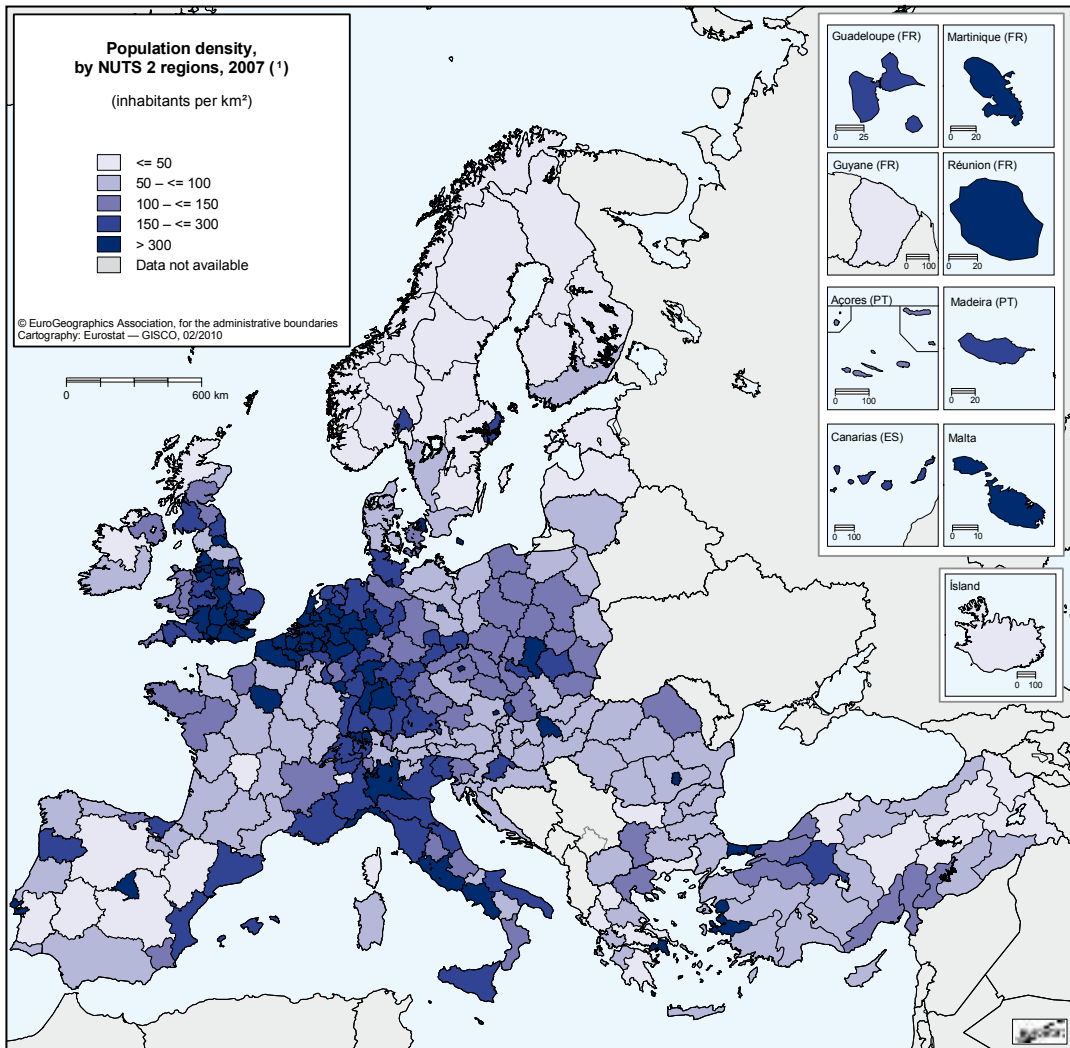 Population density,
by NUTS 2 regions, 2007 (¹)
(inhabitants per km²)
<= 50
50 – <= 100
100 – <= 150
150 – <= 300
> 300
Data not available
© EuroGeographics Association, for the administrative boundaries
Cartography: Eurostat — GISCO, 02/2010
0 600 km
Guadeloupe (FR)
0 25
Martinique (FR)
0 20
Guyane (FR)
0 100
Réunion (FR)
0 20
Açores (PT)
0 100
Madeira (PT)
0 20
Canarias (ES)
0 100
Malta
0 10
Ísland
0 100